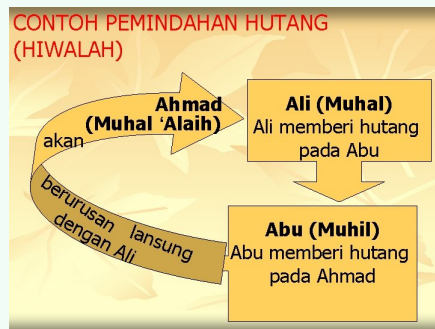 CONTOH PEMINDAHAN HUTANG
(HIWALAH)
Ahmad
(Muhal ‘Alaih)
akan
berurusan lansung
dengan Ali
Ali (Muhal)
Ali memberi hutang
pada Abu
Abu (Muhil)
Abu memberi hutang
pada Ahmad